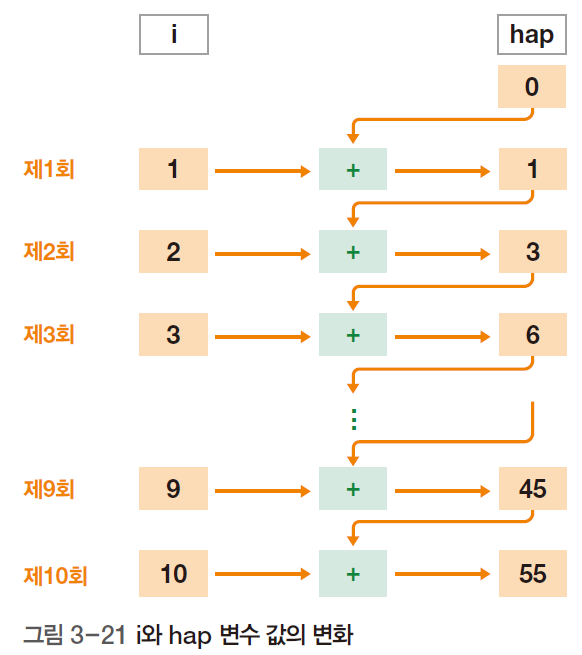 i hap
0
제1회 1 + 1
제2회 2 + 3
제3회 3 + 6
⋮
제9회 9 + 45
제10회 10 + 55
그림 3-21 i와 hap 변수 값의 변화